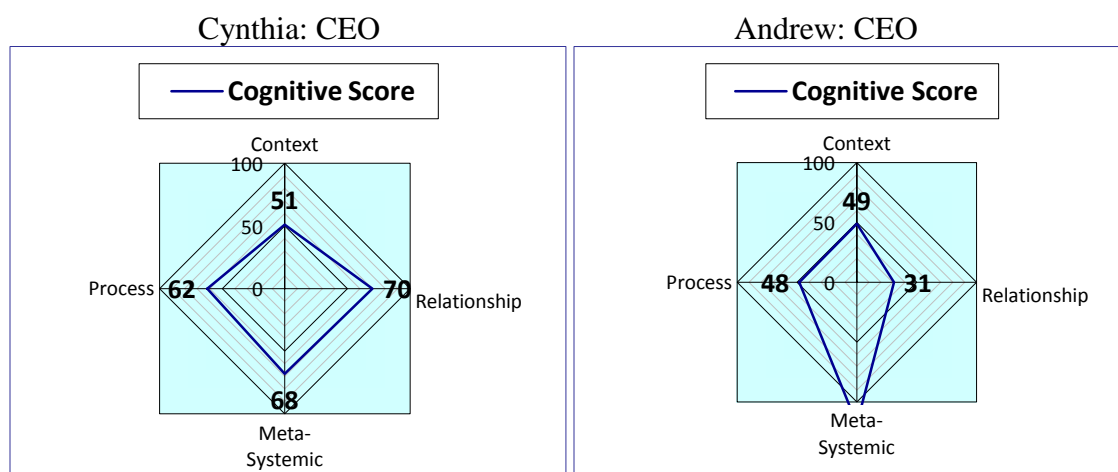 Cynthia: CEO
Cognitive Score
Context
100
51
50
Process
62
0
70
Relationship
68
Meta-
Systemic
Andrew: CEO
Cognitive Score
Context
100
49
50
Process
48
0
31
Relationship
Meta-
Systemic